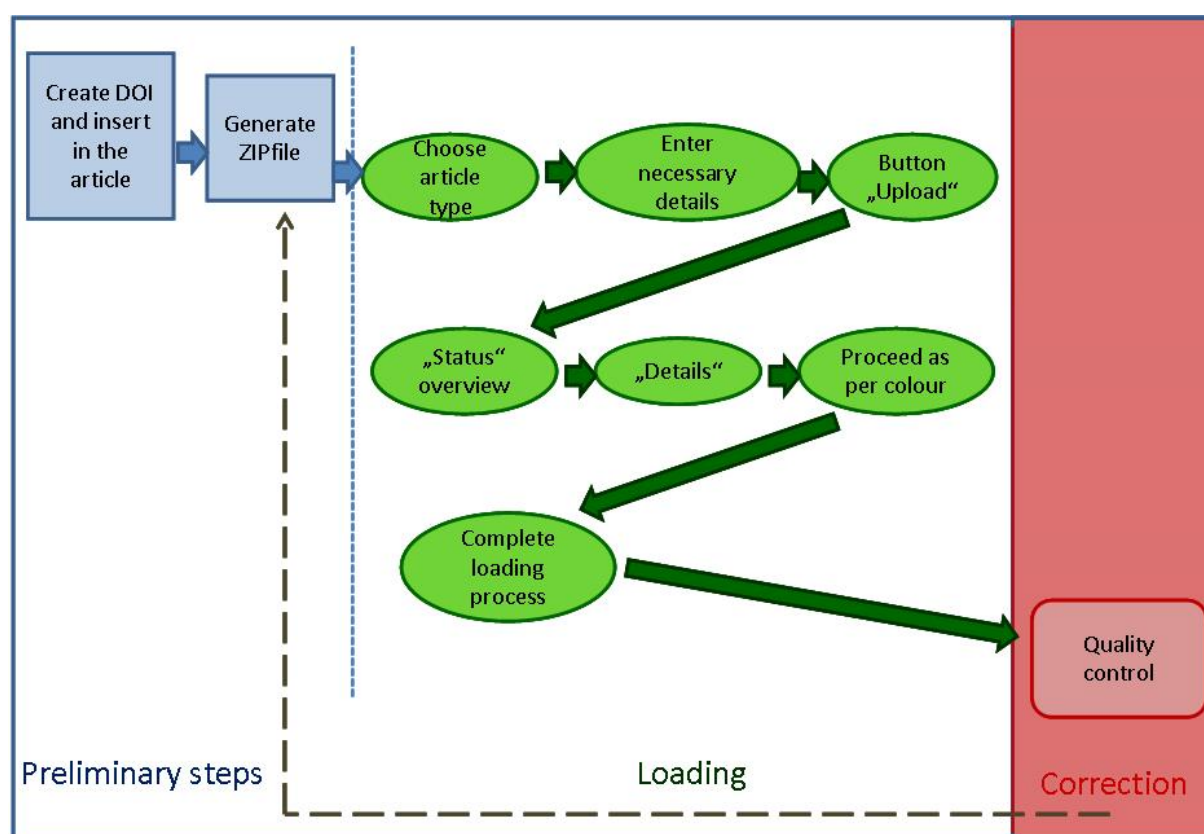 Create DOI
and insert
in the
article
Generate
ZIPfile
Choose
article
type
Enter
necessary
details
Button
„Upload“
„Status“
overview
„Details“
Proceed as
per colour
Complete
loading
process
Quality
control
Preliminary steps
Loading
Correction